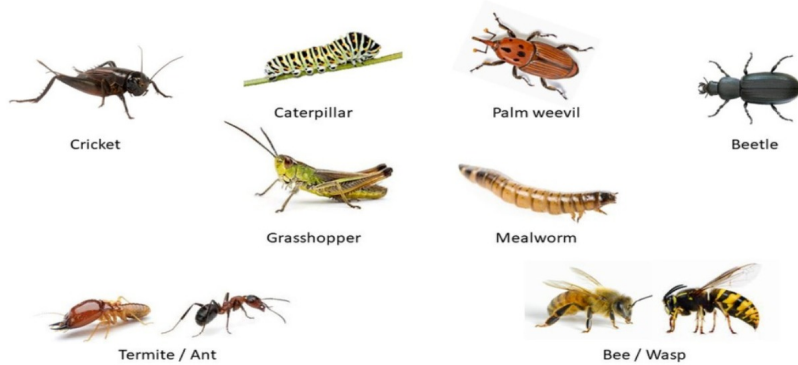 Caterpillar
Palm weevil
Cricket
Beetle
Grasshopper
Mealworm
Termite / Ant
Bee / Wasp